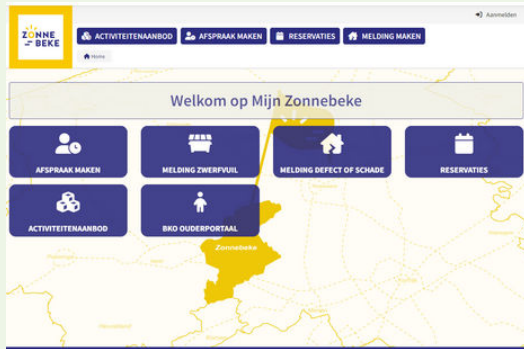 Aanmelden
ZONNE
BEKE
ACTIVITEITENAANBOD
AFSPRAAK MAKEN
RESERVATIES
MELDING MAKEN
Home
Welkom op Mijn Zonnebeke
AFSPRAAK MAKEN
MELDING ZWERFVUIL
MELDING DEFECT OF SCHADE
RESERVATIES
ACTIVITEITENAANBOD
BKO OUDERPORTAAL
Zonnebeke